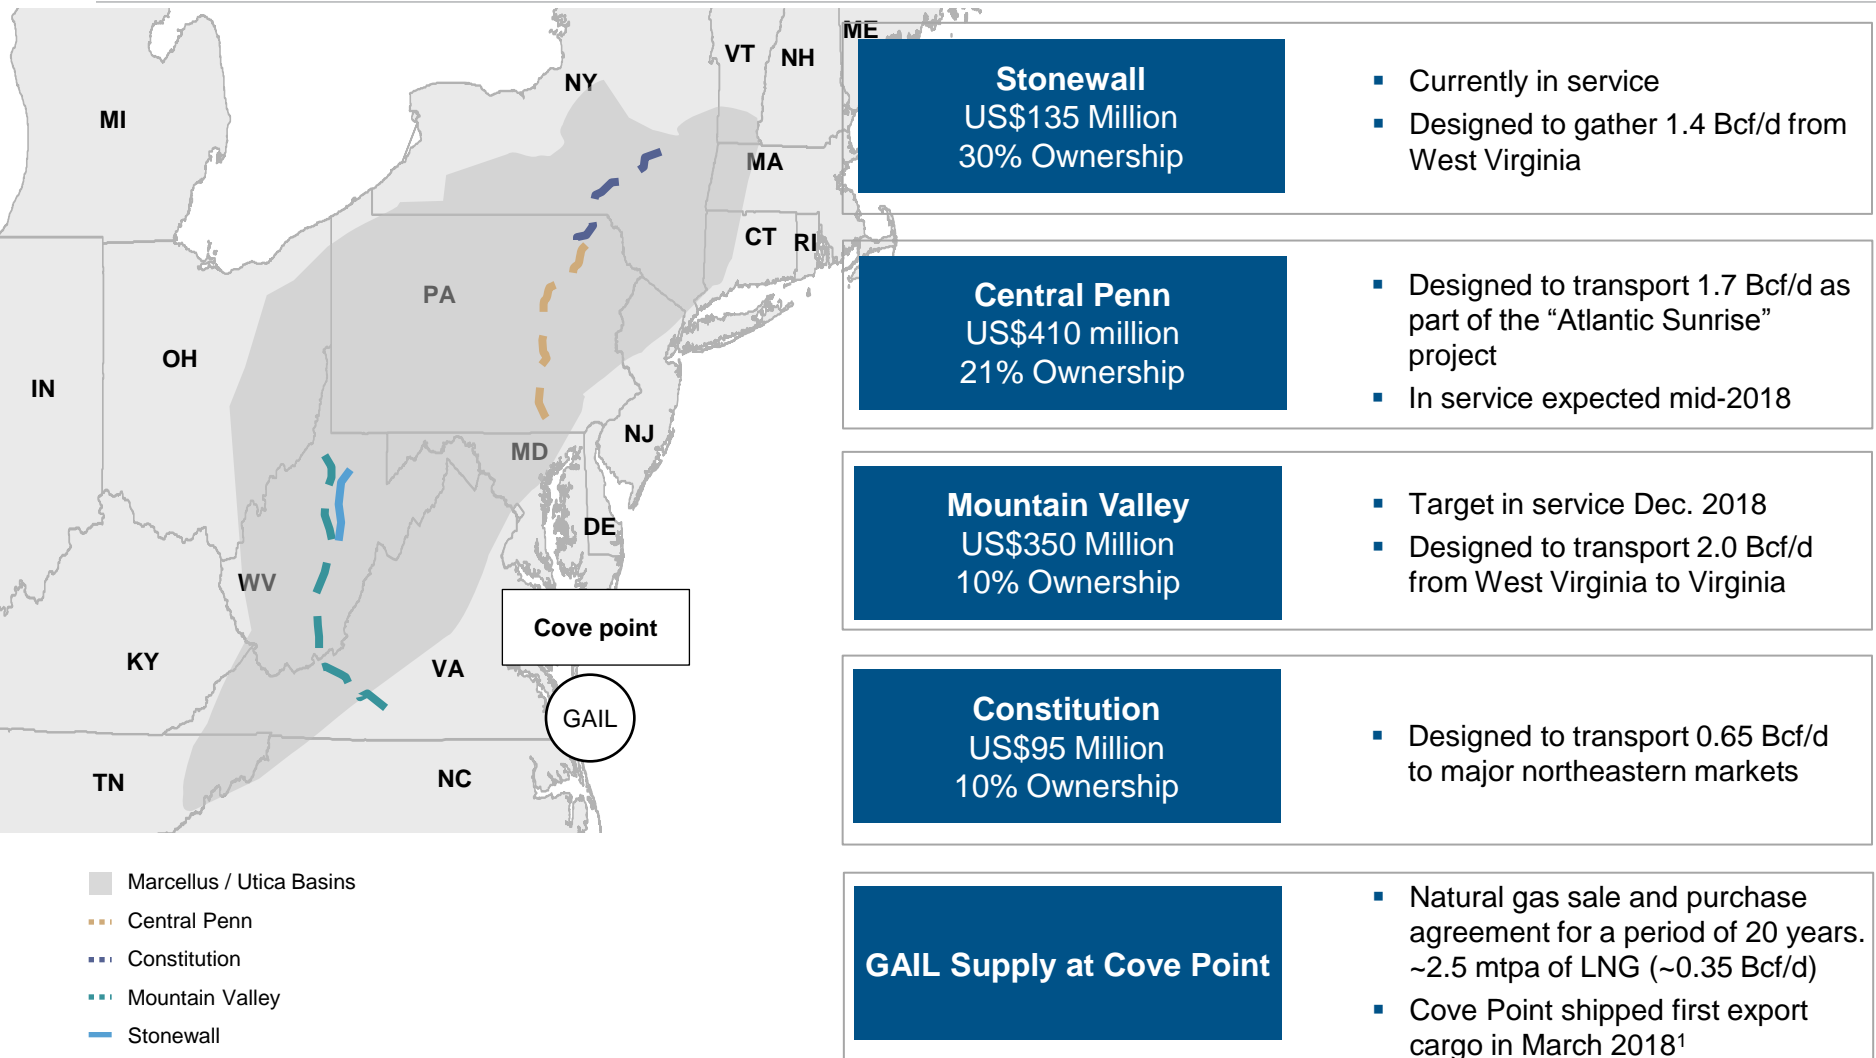 ME
VT
NH
NY
MI
MA
CT
RI
PA
OH
IN
NJ
MD
DE
WV
Cove point
KY
VA
GAIL
TN
NC
Marcellus / Utica Basins
Central Penn
Constitution
Mountain Valley
Stonewall
Stonewall
US$135 Million
30% Ownership
▪ Currently in service
▪ Designed to gather 1.4 Bcf/d from
West Virginia
Central Penn
US$410 million
21% Ownership
▪ Designed to transport 1.7 Bcf/d as
part of the “Atlantic Sunrise”
project
▪ In service expected mid-2018
Mountain Valley
US$350 Million
10% Ownership
▪ Target in service Dec. 2018
▪ Designed to transport 2.0 Bcf/d
from West Virginia to Virginia
Constitution
US$95 Million
10% Ownership
▪ Designed to transport 0.65 Bcf/d
to major northeastern markets
GAIL Supply at Cove Point
▪ Natural gas sale and purchase
agreement for a period of 20 years.
~2.5 mtpa of LNG (~0.35 Bcf/d)
▪ Cove Point shipped first export
cargo in March 2018¹